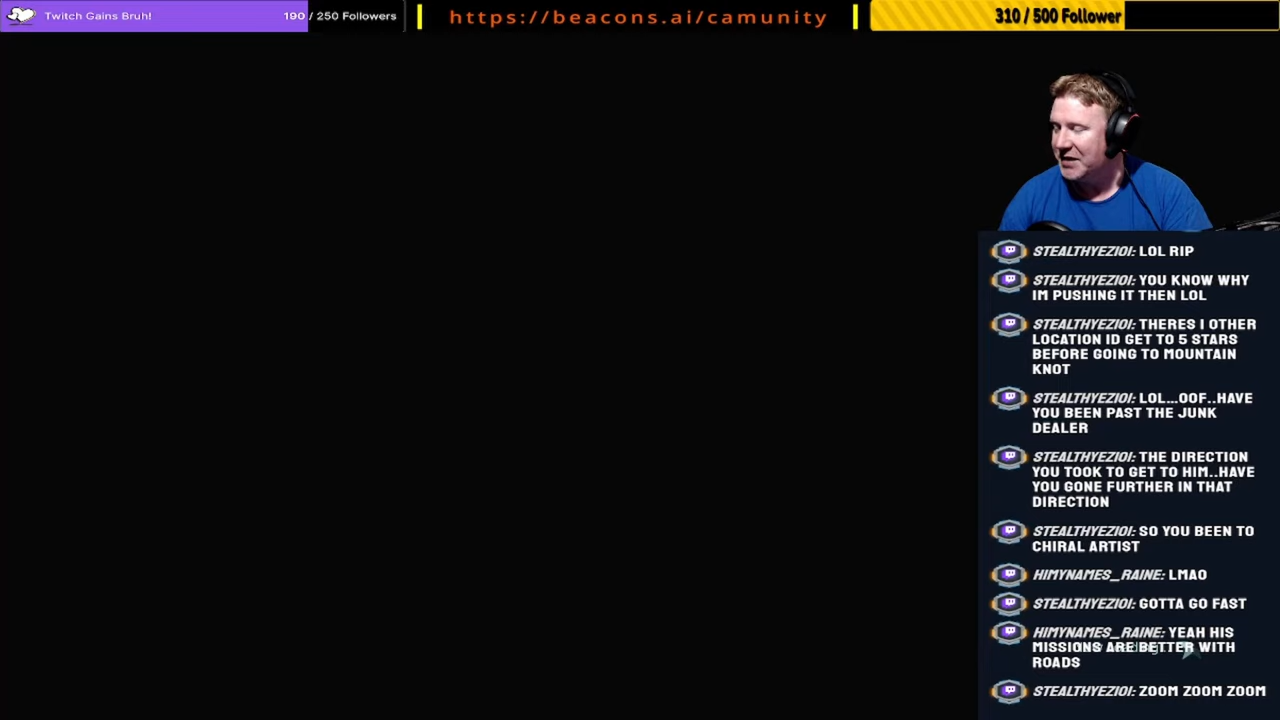 Twitch Gains Bruh!
190 / 250 Followers
https://beacons.ai/camunity
310 / 500 Follower
STEALTHYEZIO1: LOL RIP
STEALTHYEZIO1: YOU KNOW WHY
IM PUSHING IT THEN LOL
STEALTHYEZIO1: THERES 1 OTHER
LOCATION ID GET TO 5 STARS
BEFORE GOING TO MOUNTAIN
KNOT
STEALTHYEZIO1: LOL...OOF..HAVE
YOU BEEN PAST THE JUNK
DEALER
STEALTHYEZIO1: THE DIRECTION
YOU TOOK TO GET TO HIM..HAVE
YOU GONE FURTHER IN THAT
DIRECTION
STEALTHYEZIO1: SO YOU BEEN TO
CHIRAL ARTIST
HIMYNAMES_RAINE: LMAO
STEALTHYEZIO1: GOTTA GO FAST
HIMYNAMES_RAINE: YEAH HIS
MISSIONS ARE BETTER WITH
ROADS
STEALTHYEZIO1: ZOOM ZOOM ZOOM